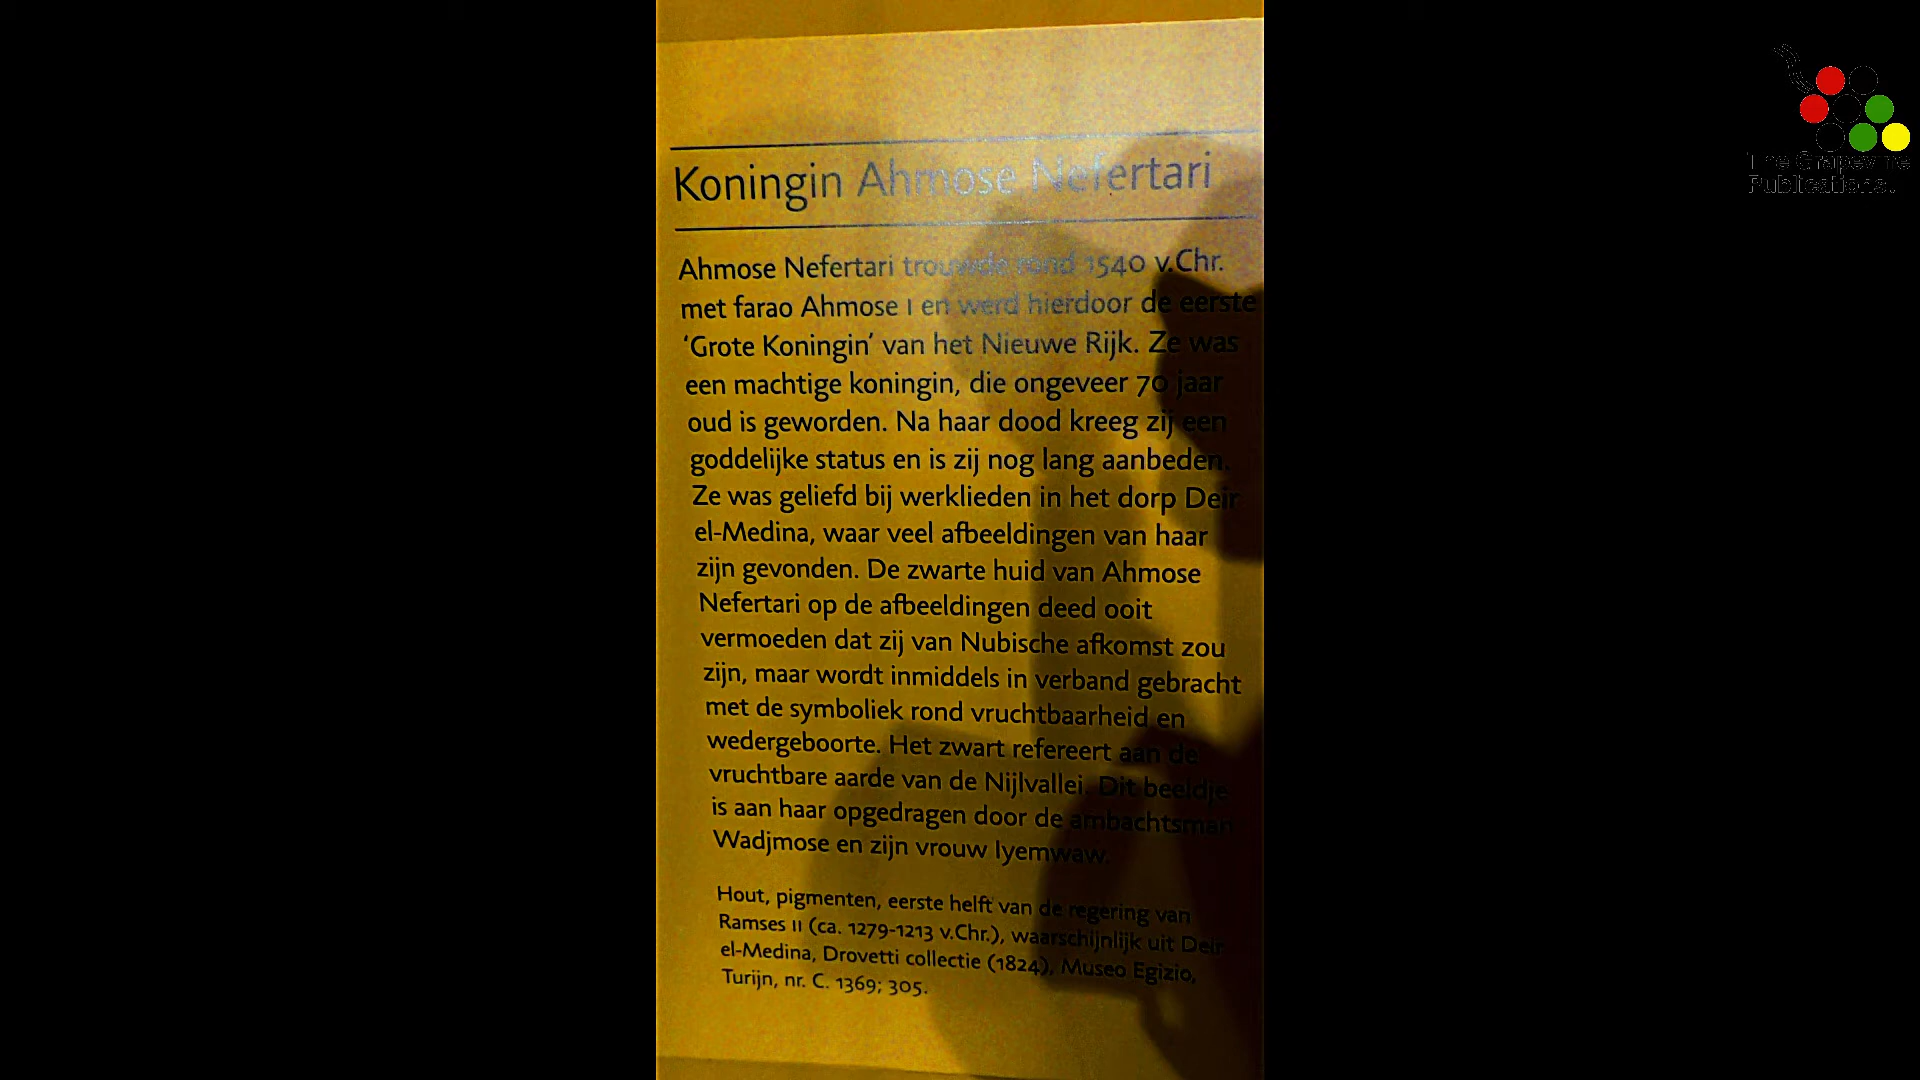 Koningin Ahmose Nefertari
Ahmose Nefertari trouwde rond 1540 v.Chr.
met farao Ahmose I en werd hierdoor de eerste
‘Grote Koningin’ van het Nieuwe Rijk. Ze was
een machtige koningin, die ongeveer 70 jaar
oud is geworden. Na haar dood kreeg zij een
goddelijke status en is zij nog lang aanbeden.
Ze was geliefd bij werklieden in het dorp Deir
el-Medina, waar veel afbeeldingen van haar
zijn gevonden. De zwarte huid van Ahmose
Nefertari op de afbeeldingen deed ooit
vermoeden dat zij van Nubische afkomst zou
zijn, maar wordt inmiddels in verband gebracht
met de symboliek rond vruchtbaarheid en
wedergeboorte. Het zwart refereert aan de
vruchtbare aarde van de Nijlvallei. Dit beeldje
is aan haar opgedragen door de ambachtsman
Wadjmose en zijn vrouw Iyemwaw.
Hout, pigmenten, eerste helft van de regering van
Ramses II (ca. 1279-1213 v.Chr.), waarschijnlijk uit Deir
el-Medina, Drovetti collectie (1824), Museo Egizio,
Turijn, nr. C. 1369; 305.
The Grapevine
Publications.